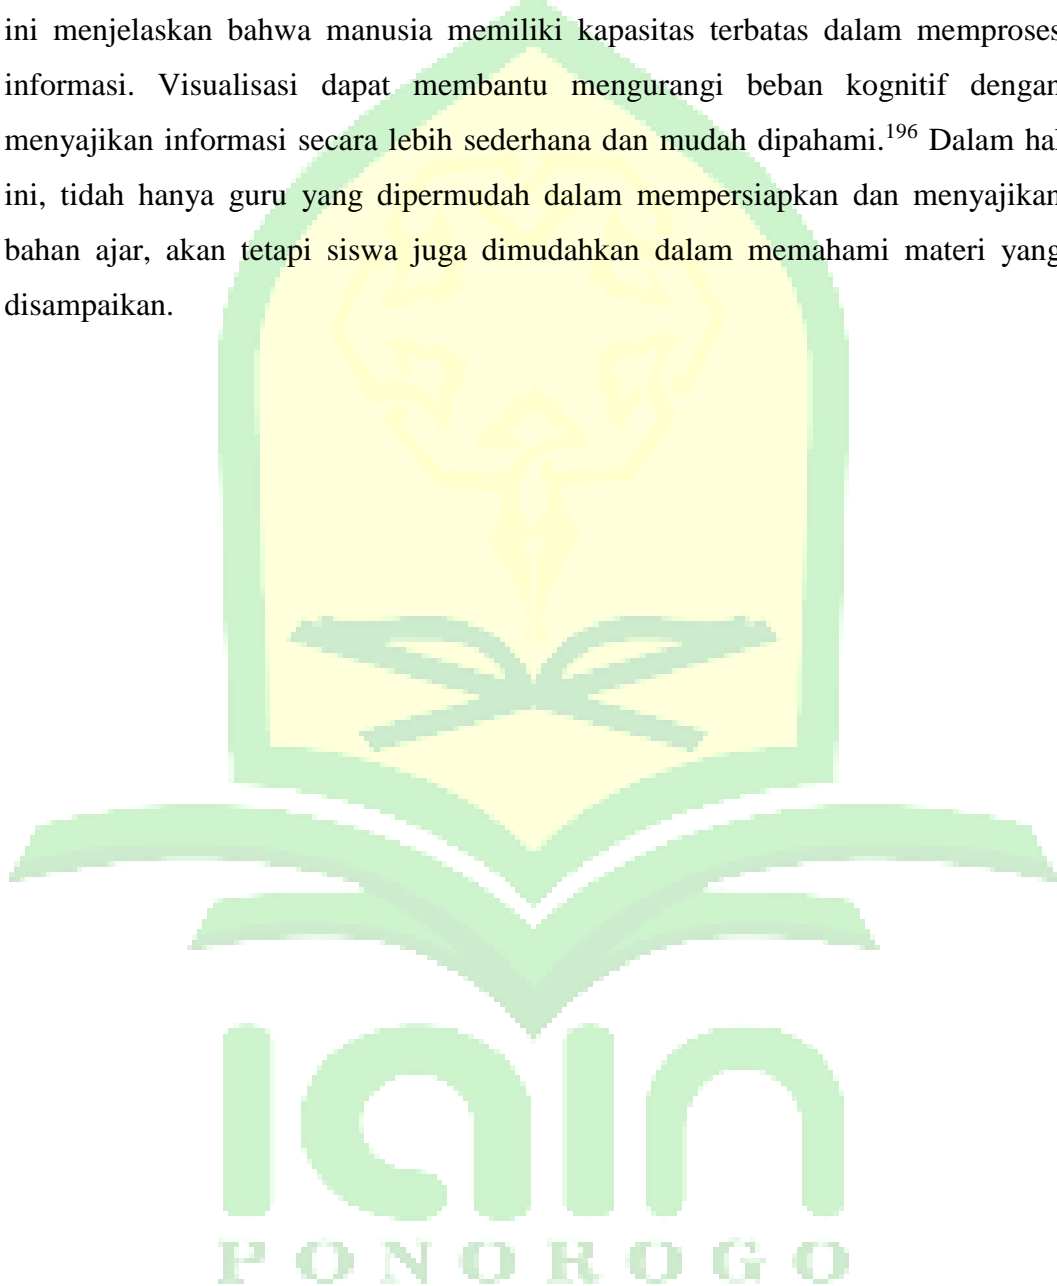 ini menjelaskan bahwa manusia memiliki kapasitas terbatas dalam memproses
informasi. Visualisasi dapat membantu mengurangi beban kognitif dengan
menyajikan informasi secara lebih sederhana dan mudah dipahami.196 Dalam hal
ini, tidah hanya guru yang dipermudah dalam mempersiapkan dan menyajikan
bahan ajar, akan tetapi siswa juga dimudahkan dalam memahami materi yang
disampaikan.
iain
PONOROGO